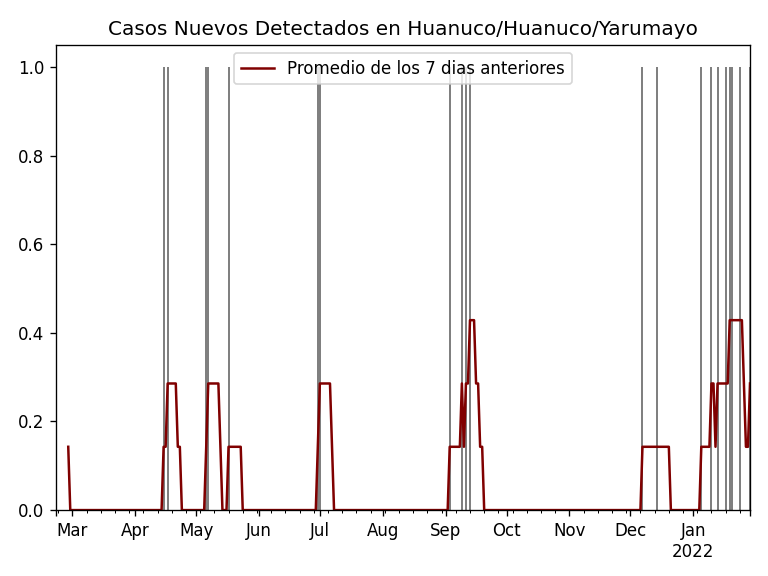 Casos Nuevos Detectados en Huanuco/Huanuco/Yarumayo
Promedio de los 7 dias anteriores
1.0
0.8
0.6
0.4
0.2
0.0
Mar Apr May Jun Jul Aug Sep Oct Nov Dec Jan
2022